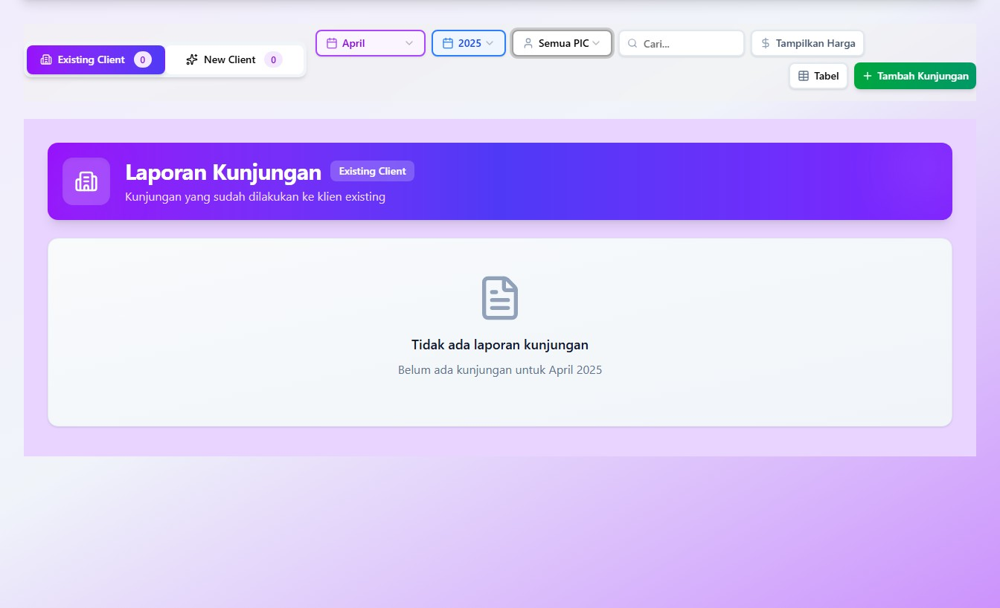 Existing Client 0
New Client 0
April
2025
Semua PIC
Cari...
Tampilkan Harga
Tabel
Tambah Kunjungan
Laporan Kunjungan
Existing Client
Kunjungan yang sudah dilakukan ke klien existing
Tidak ada laporan kunjungan
Belum ada kunjungan untuk April 2025